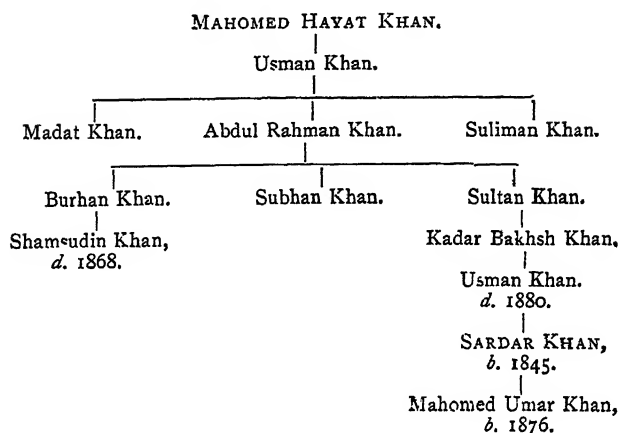 MAHOMED HAYAT KHAN.
Usman Khan.
Madat Khan. Abdul Rahman Khan. Suliman Khan.
Burhan Khan. Subhan Khan. Sultan Khan.
Shamsudin Khan, Kadar Bakhsh Khan,
d. 1868.
Usman Khan.
d. 1880.
SARDAR KHAN,
b. 1845.
Mahomed Umar Khan,
b. 1876.